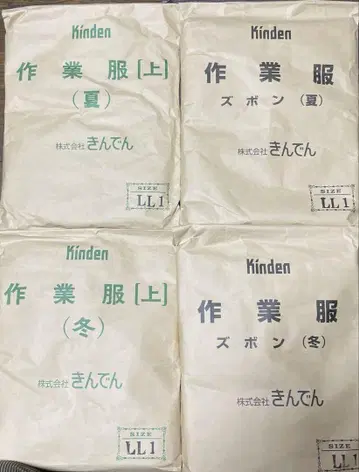 Kinden
作業服[上]
(夏)
株式会社きんでん
SIZE
LL1
Kinden
作業服
ズボン(夏)
株式会社きんでん
SIZE
LL1
Kinden
作業服[上]
(冬)
株式会社きんでん
SIZE
LL1
Kinden
作業服
ズボン(冬)
株式会社きんでん
SIZE
LL1